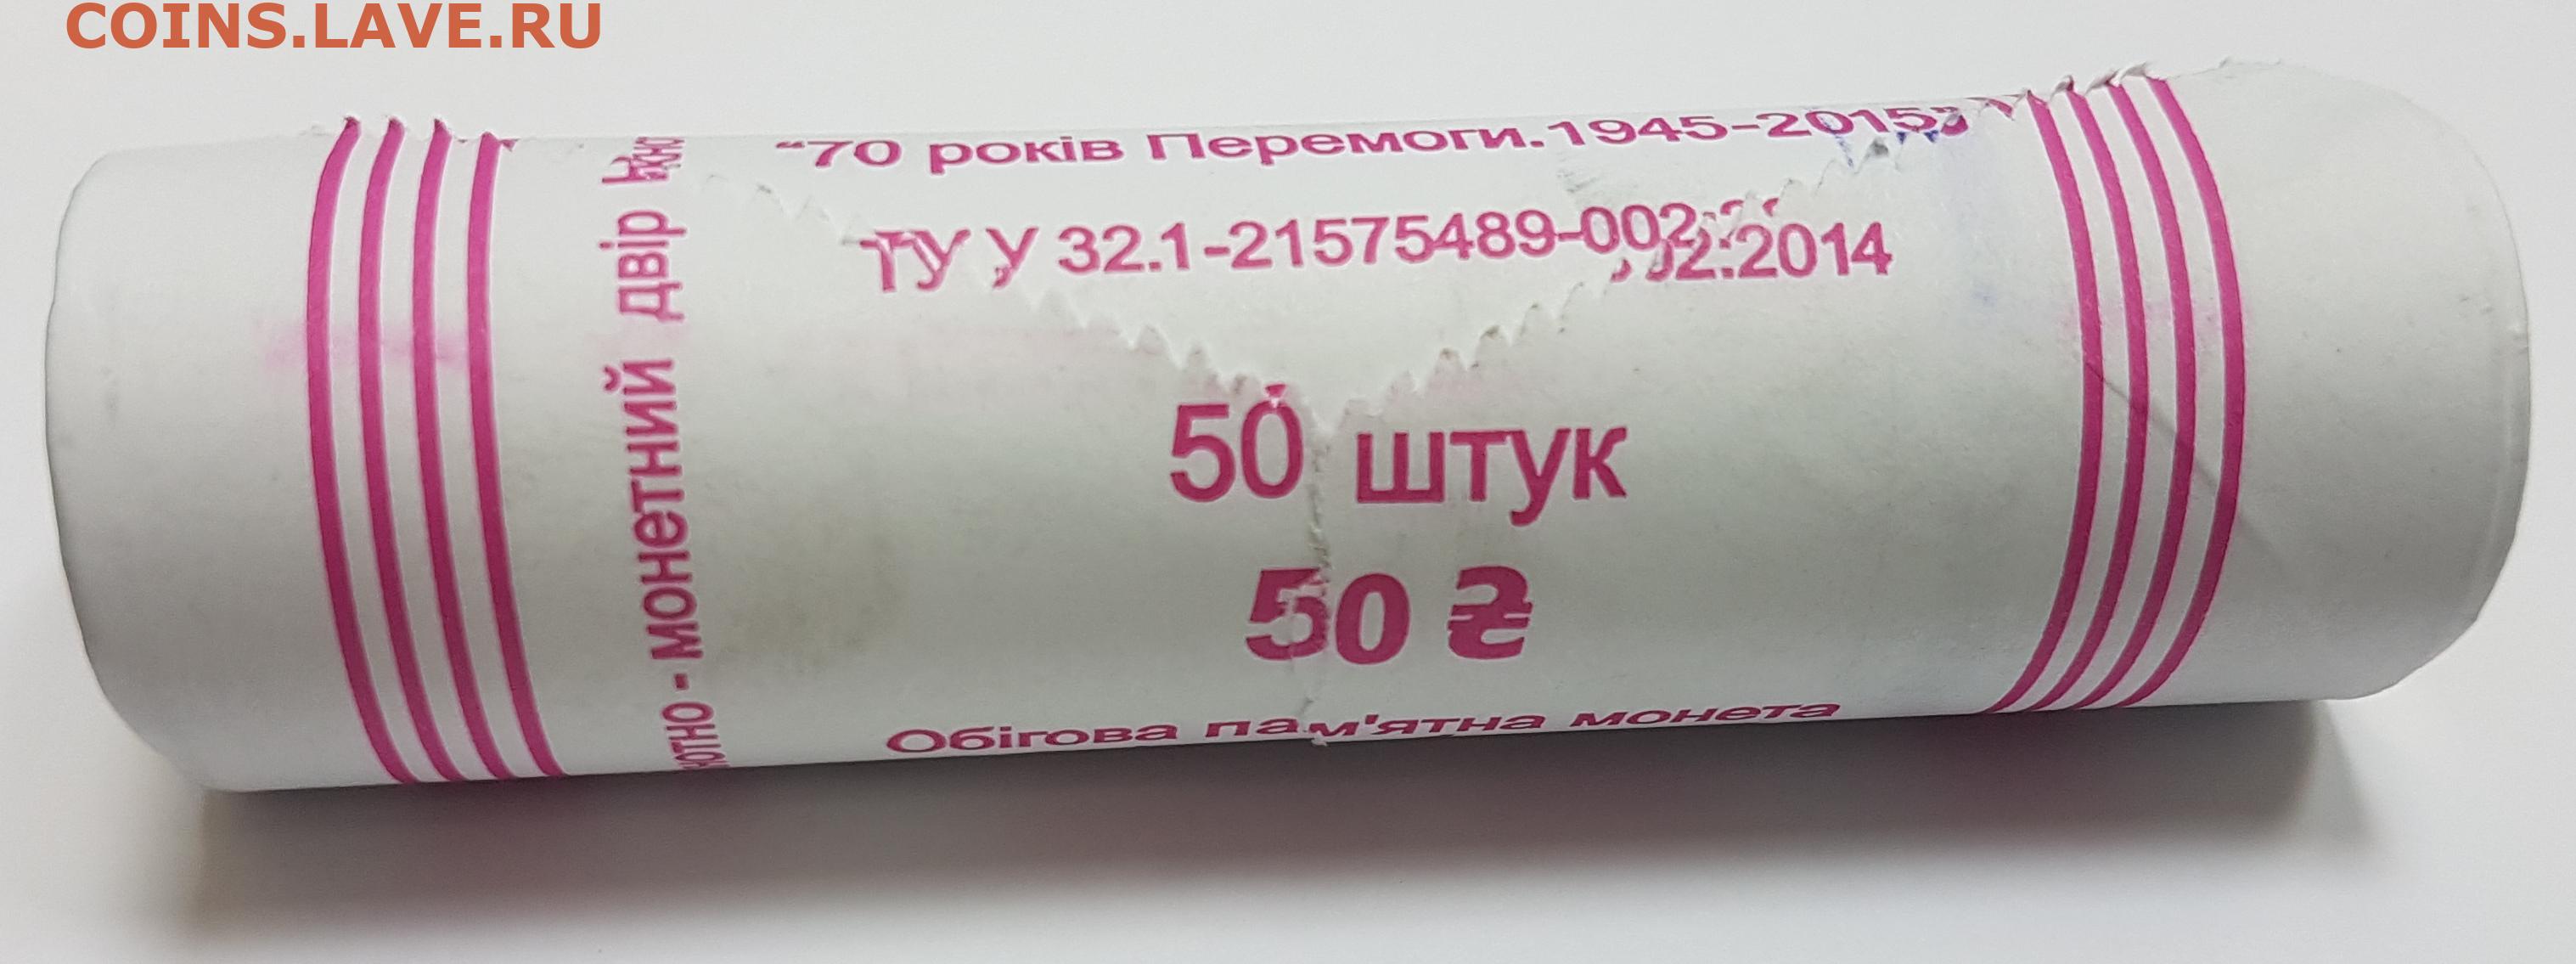 COINS.LAVE.RU
“70 років Перемоги.1945-2015”
ТУ У 32.1-21575489-002:2014
50 штук
50 ₴
Обігова пам'ятна монета
отно - монетний двір